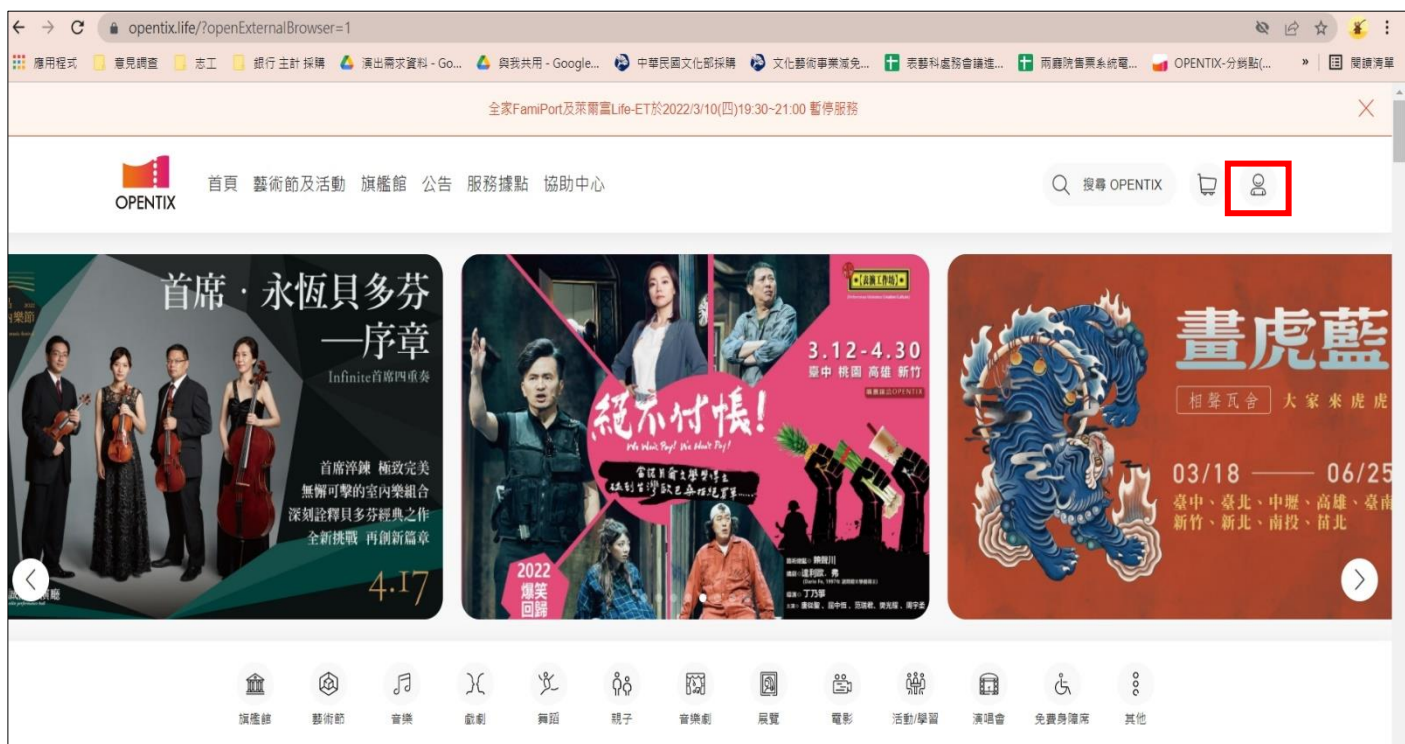 opentix.life/?openExternalBrowser=1
應用程式 意見調查 志工 銀行 主計 採購 演出需求資料 - Go... 與我共用 - Google... 中華民國文化部採購 文化藝術事業減免... 表藝科處務會議進... 兩廳院售票系統電... OPENTIX-分銷點(... » 閱讀清單
全家FamiPort及萊爾富Life-ET於2022/3/10(四)19:30~21:00 暫停服務
OPENTIX
首頁 藝術節及活動 旗艦館 公告 服務據點 協助中心
搜尋 OPENTIX
首席．永恆貝多芬
—序章
Infinite首席四重奏
首席淬鍊 極致完美
無懈可擊的室內樂組合
深刻詮釋貝多芬經典之作
全新挑戰 再創新篇章
4.17
【表演工作坊】
3.12-4.30
臺中 桃園 高雄 新竹
絕不付帳!
We Won't Pay! We Won't Pay!
2022
爆笑
回歸
畫虎藍
相聲瓦舍 大家來虎虎
03/18 —— 06/25
臺中、臺北、中壢、高雄、臺南
新竹、新北、南投、苗北
旗艦館 藝術節 音樂 戲劇 舞蹈 親子 音樂劇 展覽 電影 活動/學習 演唱會 免費身障席 其他